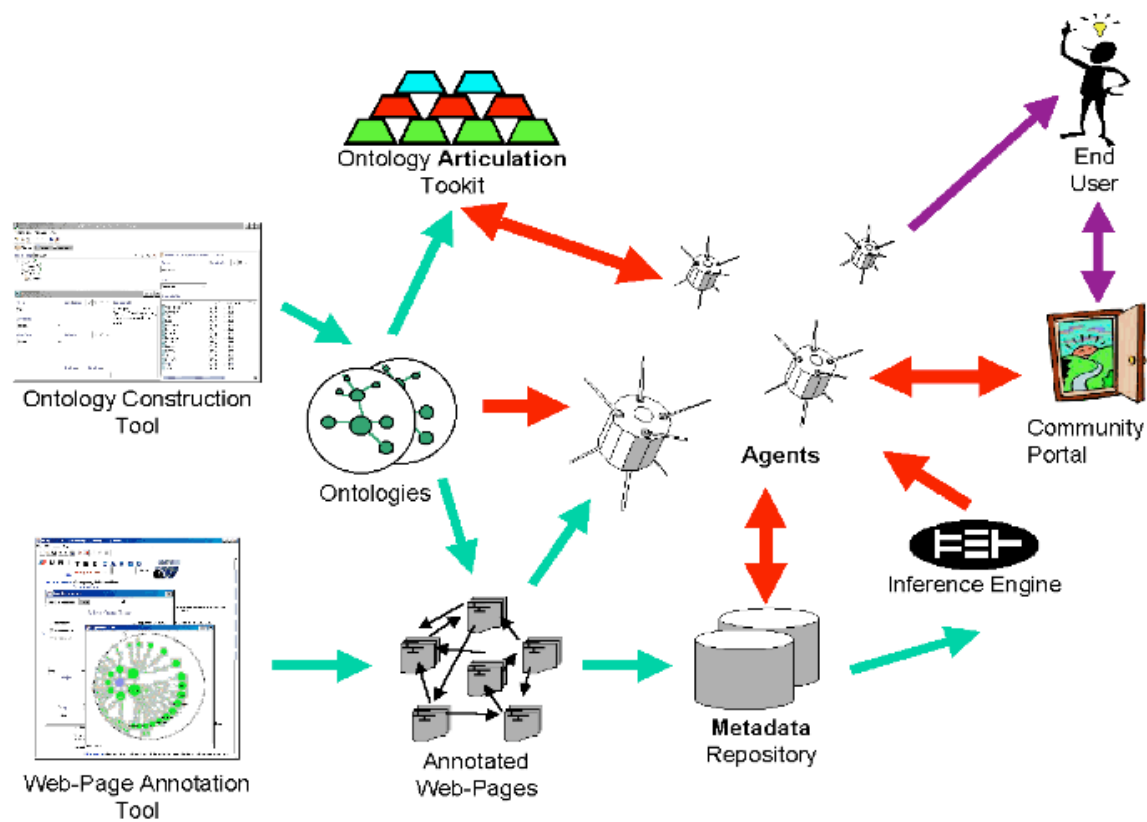 Ontology Articulation
Tookit
End
User
Ontology Construction
Tool
Ontologies
Agents
Community
Portal
Inference Engine
Web-Page Annotation
Tool
Annotated
Web-Pages
Metadata
Repository